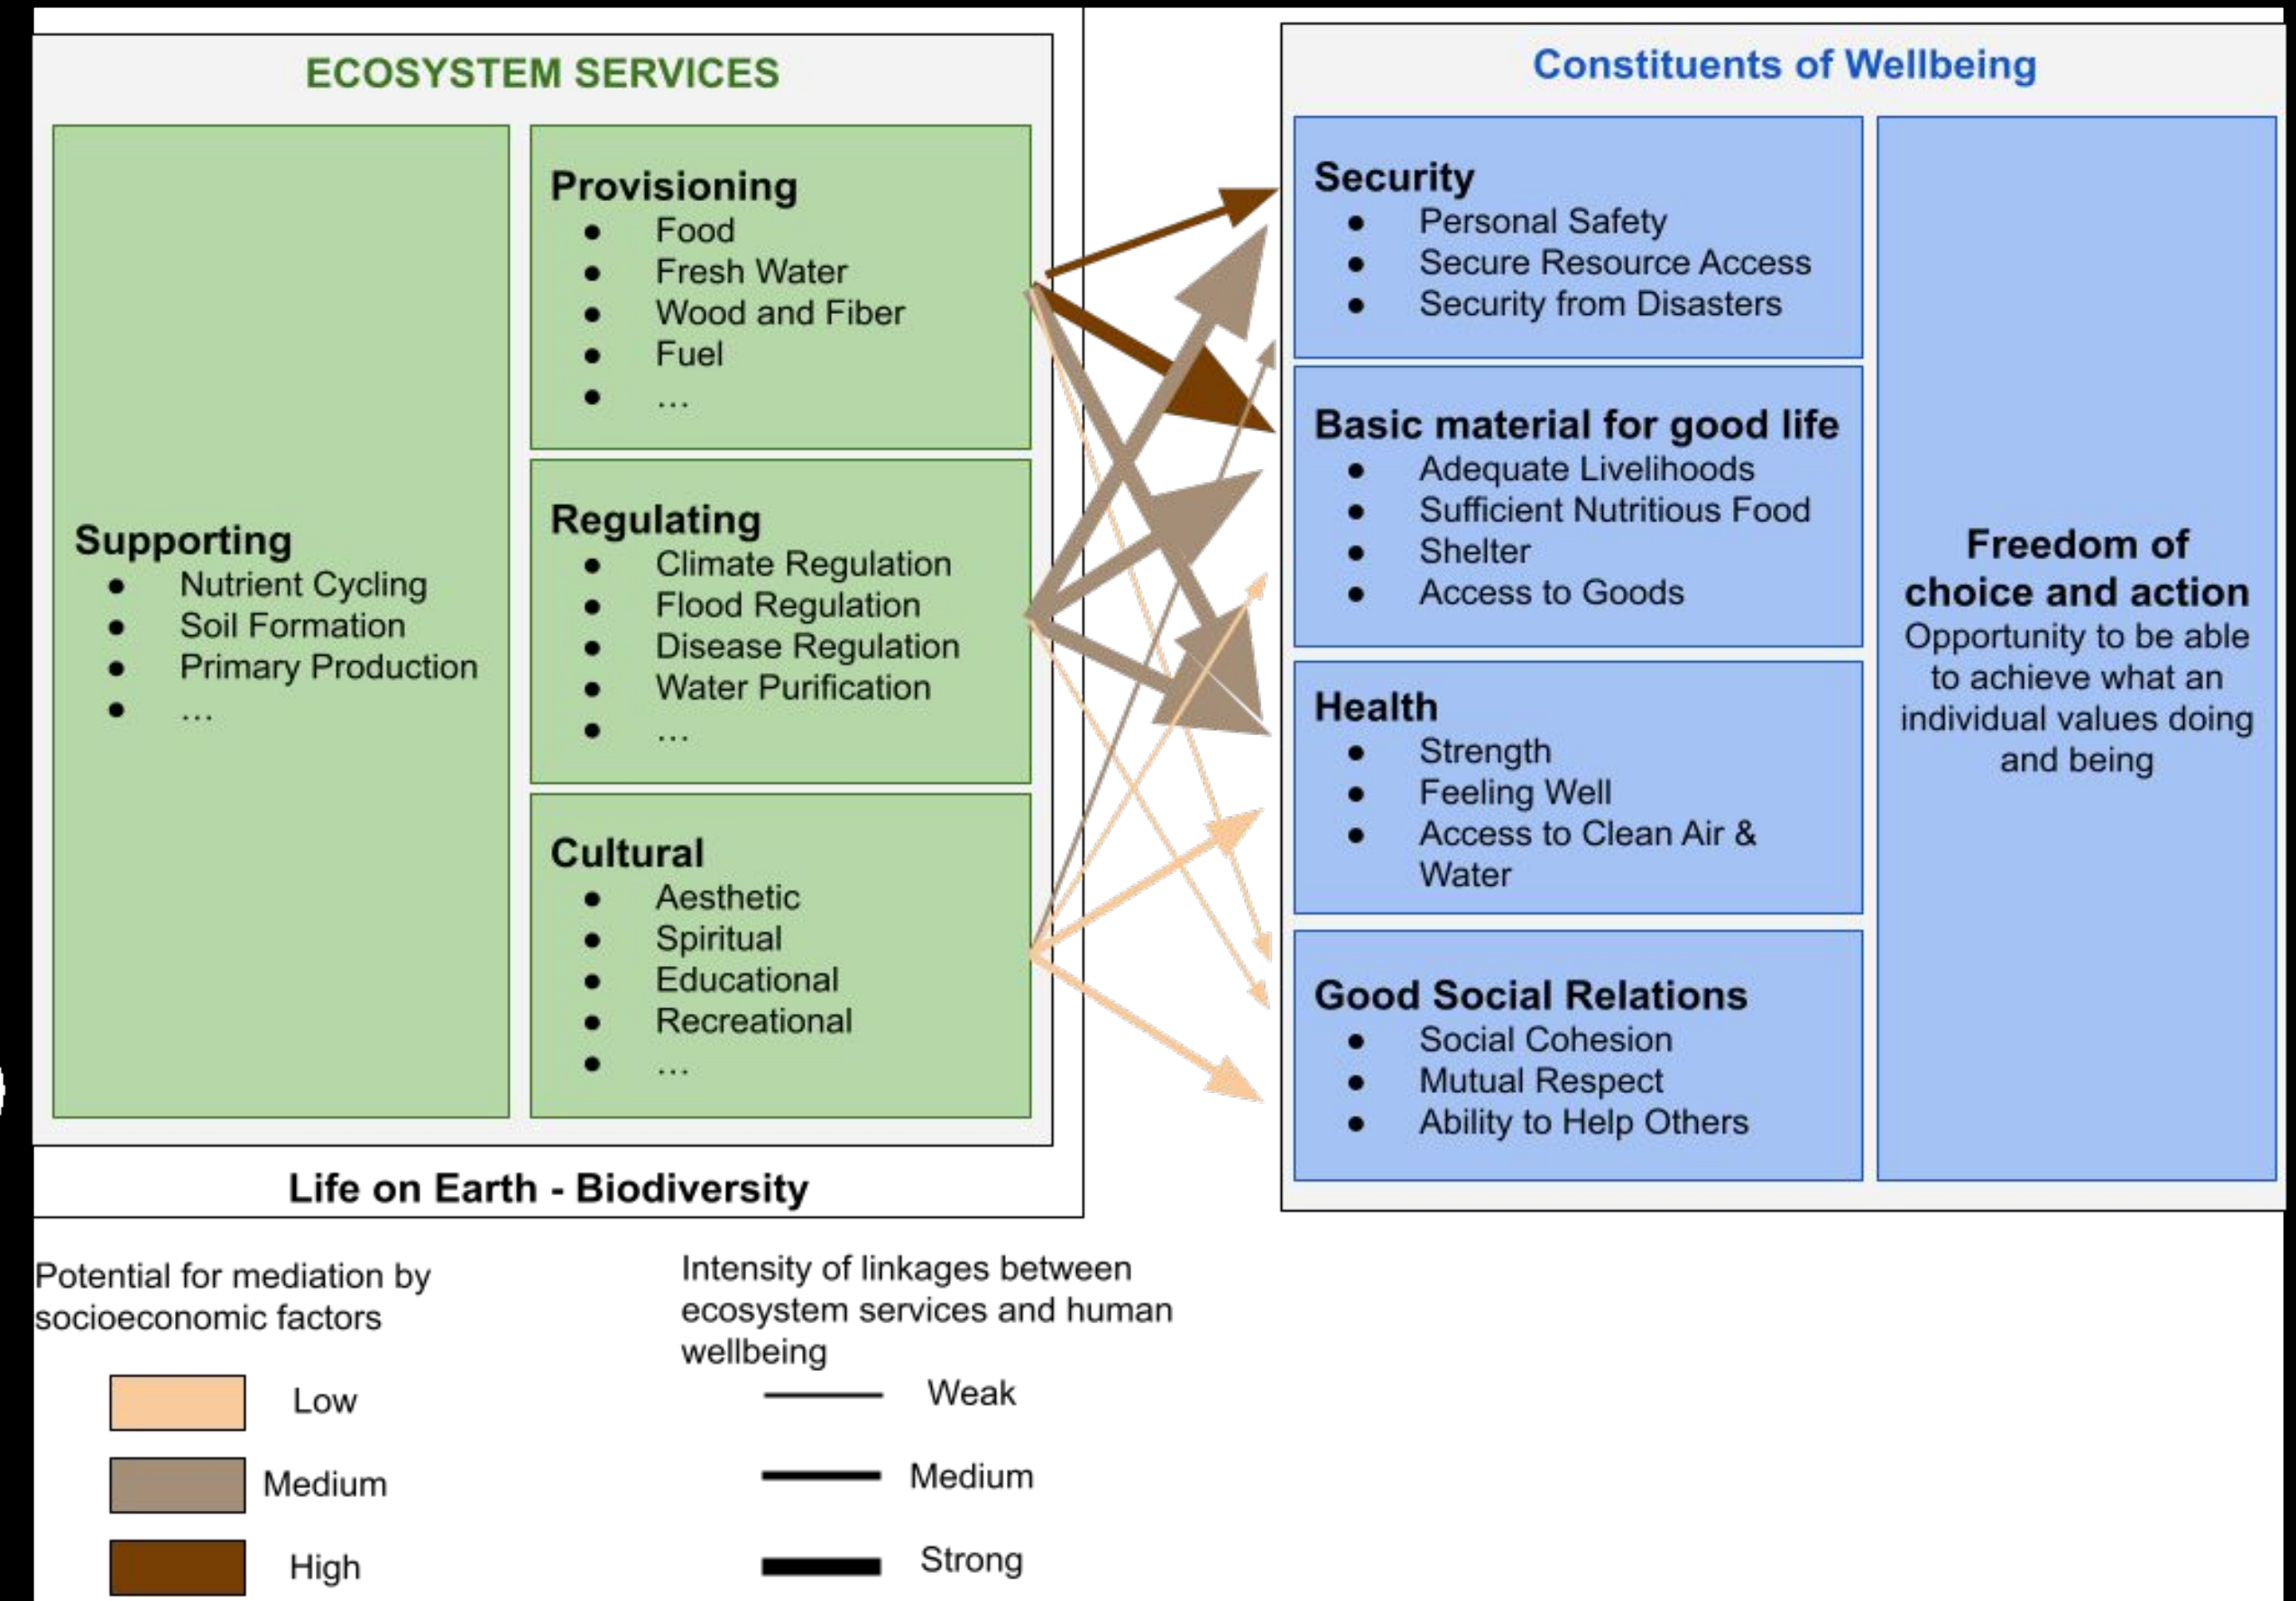 ECOSYSTEM SERVICES
Supporting
● Nutrient Cycling
● Soil Formation
● Primary Production
● …
Provisioning
● Food
● Fresh Water
● Wood and Fiber
● Fuel
● …
Regulating
● Climate Regulation
● Flood Regulation
● Disease Regulation
● Water Purification
● …
Cultural
● Aesthetic
● Spiritual
● Educational
● Recreational
● …
Life on Earth - Biodiversity
Constituents of Wellbeing
Security
● Personal Safety
● Secure Resource Access
● Security from Disasters
Basic material for good life
● Adequate Livelihoods
● Sufficient Nutritious Food
● Shelter
● Access to Goods
Health
● Strength
● Feeling Well
● Access to Clean Air &
Water
Good Social Relations
● Social Cohesion
● Mutual Respect
● Ability to Help Others
Freedom of
choice and action
Opportunity to be able
to achieve what an
individual values doing
and being
Potential for mediation by
socioeconomic factors
Low
Medium
High
Intensity of linkages between
ecosystem services and human
wellbeing
Weak
Medium
Strong